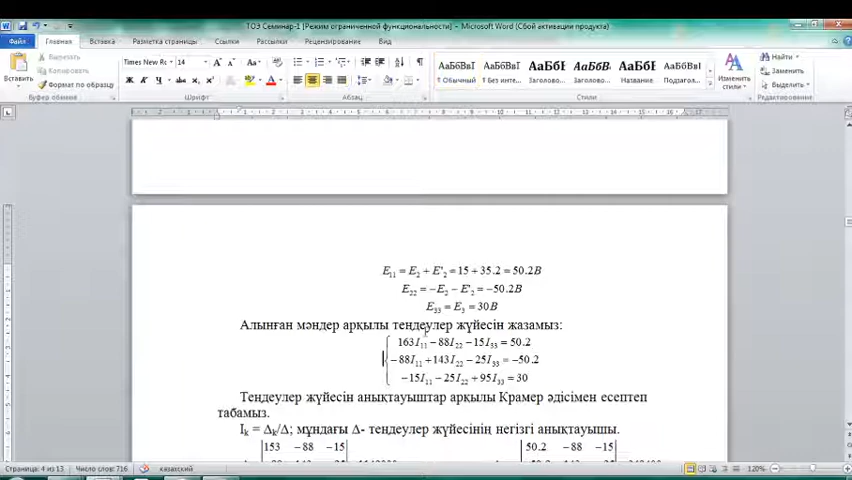 ТОЭ Семинар-1 [Режим ограниченной функциональности] - Microsoft Word (Сбой активации продукта)
Файл Главная Вставка Разметка страницы Ссылки Рассылки Рецензирование Вид
Вставить
Вырезать
Копировать
Формат по образцу
Буфер обмена
Times New Ro 14
Ж К Ч
Шрифт
Абзац
АаБбВвГ АаБбВвГ АаБбВв АаБбВв АаБбВв АаБбВвГ
Обычный Без инте... Заголово... Заголово... Название Подзагол...
Стили
Изменить стили
Найти
Заменить
Выделить
Редактирование
E₁₁ = E₂ + E'₂ = 15 + 35.2 = 50.2B
E₂₂ = −E₂ − E'₂ = −50.2B
E₃₃ = E₃ = 30B
Алынған мәндер арқылы теңдеулер жүйесін жазамыз:
163I₁₁ − 88I₂₂ − 15I₃₃ = 50.2
−88I₁₁ + 143I₂₂ − 25I₃₃ = −50.2
−15I₁₁ − 25I₂₂ + 95I₃₃ = 30
Теңдеулер жүйесін анықтауыштар арқылы Крамер әдісімен есептеп
табамыз.
Iₖ = Δₖ/Δ; мұндағы Δ- теңдеулер жүйесінің негізгі анықтауышы.
153 −88 −15 50.2 −88 −15
Страница: 4 из 13 Число слов: 716 казахский 120%